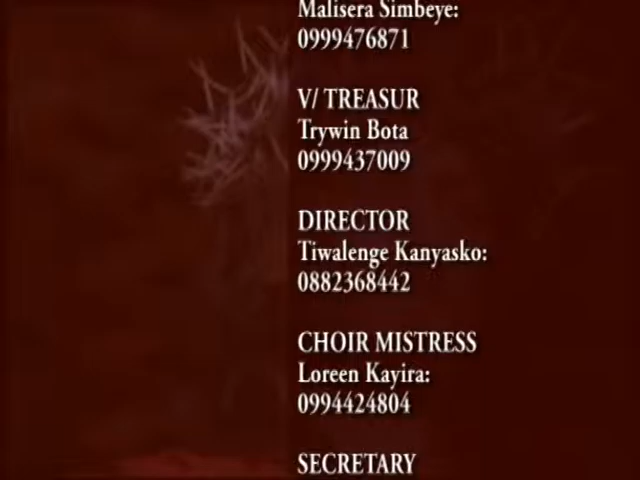 Malisera Simbeye:
0999476871
V/ TREASUR
Trywin Bota
0999437009
DIRECTOR
Tiwalenge Kanyasko:
0882368442
CHOIR MISTRESS
Loreen Kayira:
0994424804
SECRETARY